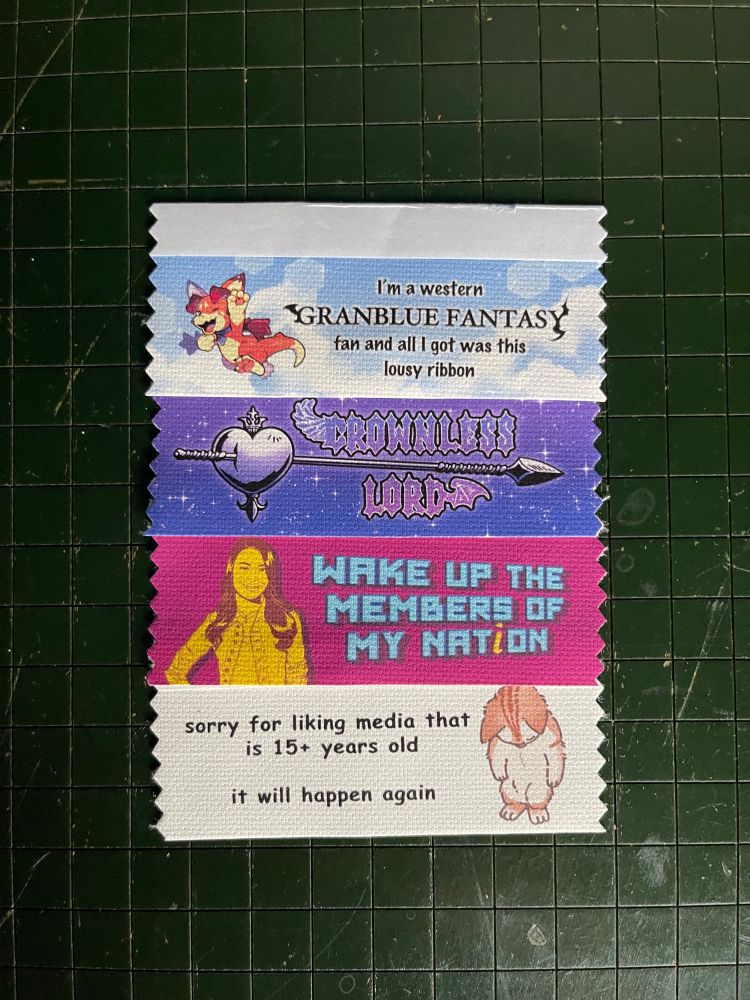 I'm a western
GRANBLUE FANTASY
fan and all I got was this
lousy ribbon
CROWNLESS
LORD
WAKE UP THE
MEMBERS OF
MY NATiON
sorry for liking media that
is 15+ years old
it will happen again